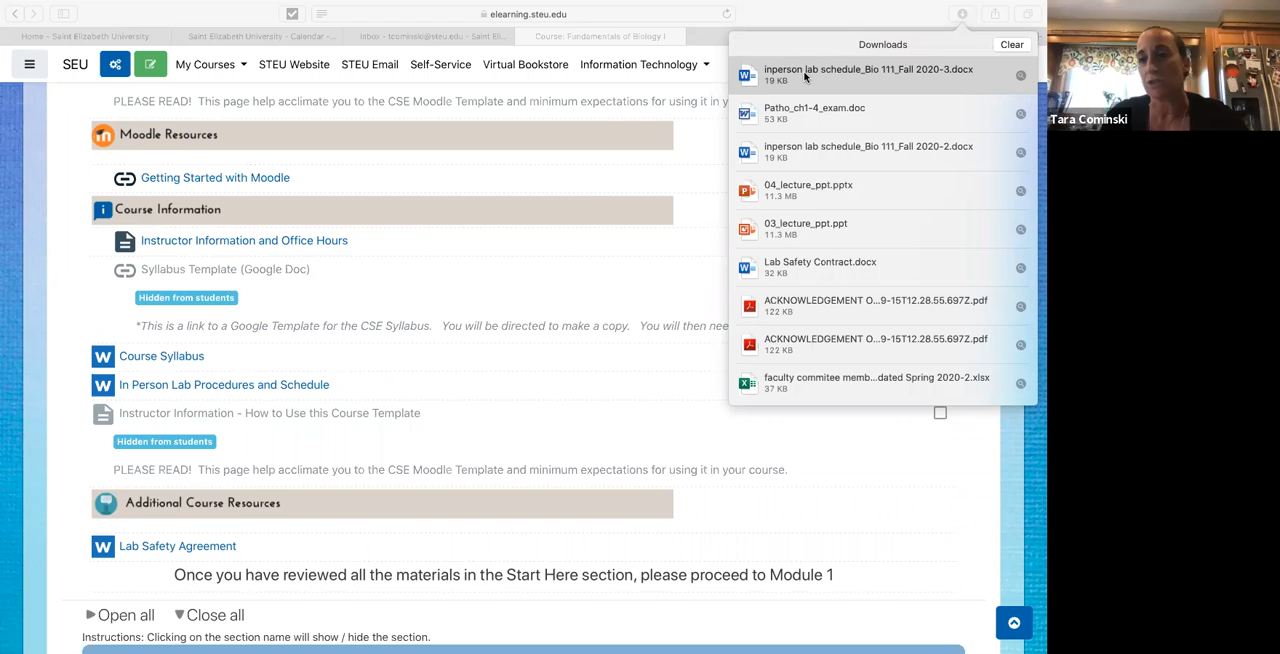 elearning.steu.edu
Home - Saint Elizabeth University
Saint Elizabeth University - Calendar -...
Inbox - tcominski@steu.edu - Saint Eli...
Course: Fundamentals of Biology I
SEU
My Courses
STEU Website
STEU Email
Self-Service
Virtual Bookstore
Information Technology
PLEASE READ! This page help acclimate you to the CSE Moodle Template and minimum expectations for using it in y
Moodle Resources
Getting Started with Moodle
Course Information
Instructor Information and Office Hours
Syllabus Template (Google Doc)
Hidden from students
*This is a link to a Google Template for the CSE Syllabus. You will be directed to make a copy. You will then nee
Course Syllabus
In Person Lab Procedures and Schedule
Instructor Information - How to Use this Course Template
Hidden from students
PLEASE READ! This page help acclimate you to the CSE Moodle Template and minimum expectations for using it in your course.
Additional Course Resources
Lab Safety Agreement
Once you have reviewed all the materials in the Start Here section, please proceed to Module 1
Open all
Close all
Instructions: Clicking on the section name will show / hide the section.
Downloads
Clear
inperson lab schedule_Bio 111_Fall 2020-3.docx
19 KB
Patho_ch1-4_exam.doc
53 KB
inperson lab schedule_Bio 111_Fall 2020-2.docx
19 KB
04_lecture_ppt.pptx
11.3 MB
03_lecture_ppt.ppt
11.3 MB
Lab Safety Contract.docx
32 KB
ACKNOWLEDGEMENT O...9-15T12.28.55.697Z.pdf
122 KB
ACKNOWLEDGEMENT O...9-15T12.28.55.697Z.pdf
122 KB
faculty commitee memb...dated Spring 2020-2.xlsx
37 KB
Tara Cominski